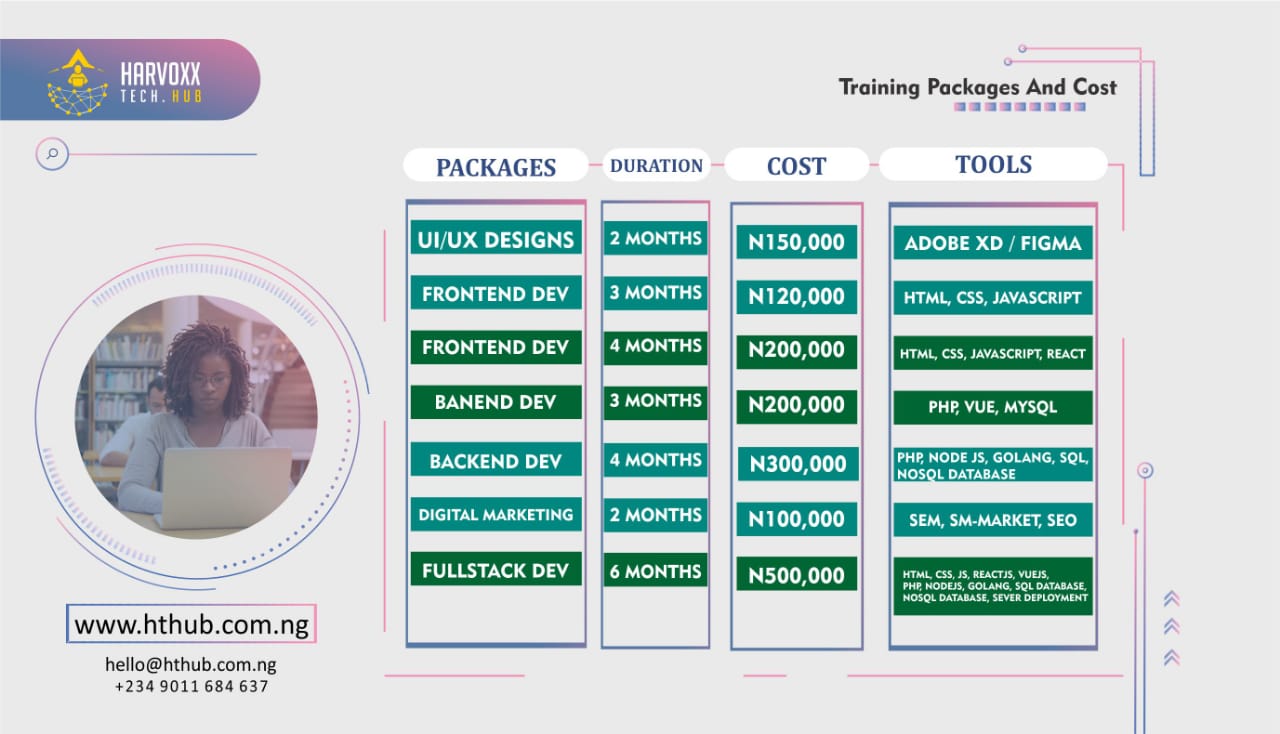 HARVOXX
TECH.HUB
Training Packages And Cost
PACKAGES DURATION COST TOOLS
UI/UX DESIGNS 2 MONTHS N150,000 ADOBE XD / FIGMA
FRONTEND DEV 3 MONTHS N120,000 HTML, CSS, JAVASCRIPT
FRONTEND DEV 4 MONTHS N200,000 HTML, CSS, JAVASCRIPT, REACT
BANEND DEV 3 MONTHS N200,000 PHP, VUE, MYSQL
BACKEND DEV 4 MONTHS N300,000 PHP, NODE JS, GOLANG, SQL,
NOSQL DATABASE
DIGITAL MARKETING 2 MONTHS N100,000 SEM, SM-MARKET, SEO
FULLSTACK DEV 6 MONTHS N500,000 HTML, CSS, JS, REACTJS, VUEJS,
PHP, NODEJS, GOLANG, SQL DATABASE,
NOSQL DATABASE, SEVER DEPLOYMENT
www.hthub.com.ng
hello@hthub.com.ng
+234 9011 684 637